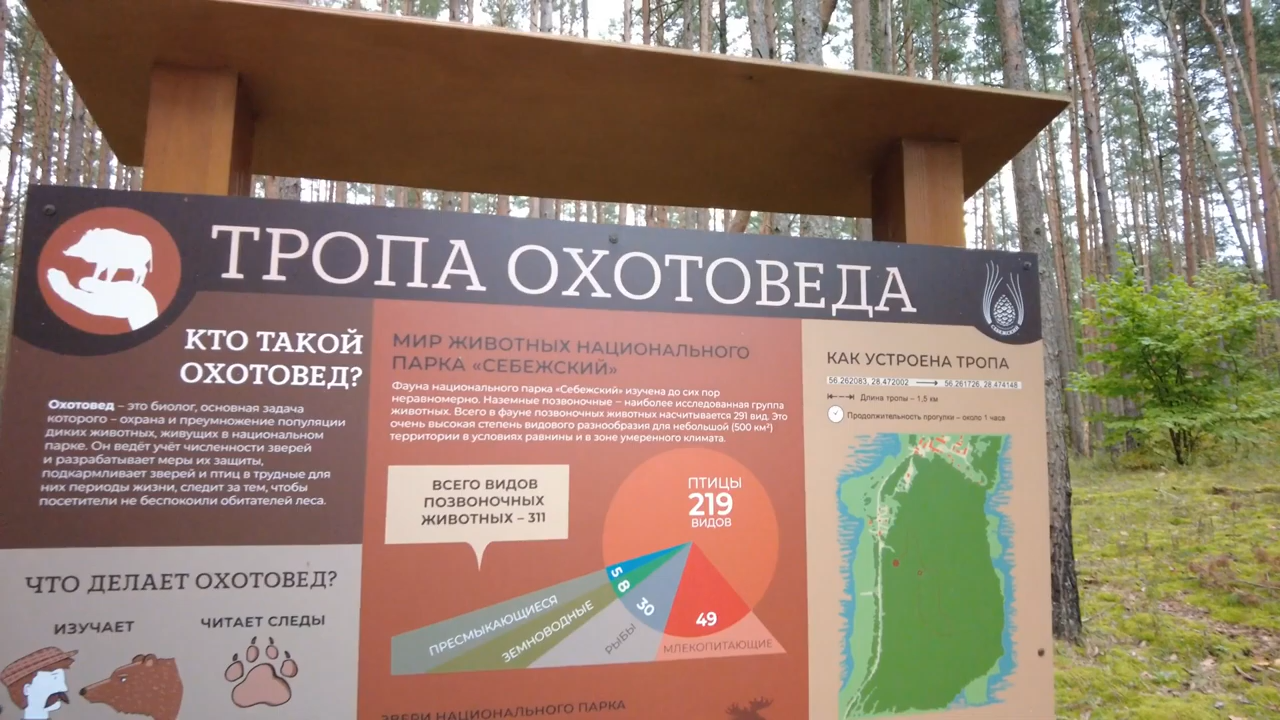 ТРОПА ОХОТОВЕДА
СЕБЕЖСКИЙ
КТО ТАКОЙ
ОХОТОВЕД?
Охотовед – это биолог, основная задача
которого – охрана и преумножение популяции
диких животных, живущих в национальном
парке. Он ведёт учёт численности зверей
и разрабатывает меры их защиты,
подкармливает зверей и птиц в трудные для
них периоды жизни, следит за тем, чтобы
посетители не беспокоили обитателей леса.
ЧТО ДЕЛАЕТ ОХОТОВЕД?
ИЗУЧАЕТ
ЧИТАЕТ СЛЕДЫ
МИР ЖИВОТНЫХ НАЦИОНАЛЬНОГО
ПАРКА «СЕБЕЖСКИЙ»
Фауна национального парка «Себежский» изучена до сих пор
неравномерно. Наземные позвоночные – наиболее исследованная группа
животных. Всего в фауне позвоночных животных насчитывается 291 вид. Это
очень высокая степень видового разнообразия для небольшой (500 км²)
территории в условиях равнины и в зоне умеренного климата.
ВСЕГО ВИДОВ
ПОЗВОНОЧНЫХ
ЖИВОТНЫХ – 311
ПТИЦЫ
219
ВИДОВ
5
8
30
49
ПРЕСМЫКАЮЩИЕСЯ
ЗЕМНОВОДНЫЕ
РЫБЫ
МЛЕКОПИТАЮЩИЕ
ЗВЕРИ НАЦИОНАЛЬНОГО ПАРКА
КАК УСТРОЕНА ТРОПА
56.262083, 28.472002 → 56.261726, 28.474148
Длина тропы – 1,5 км
Продолжительность прогулки – около 1 часа